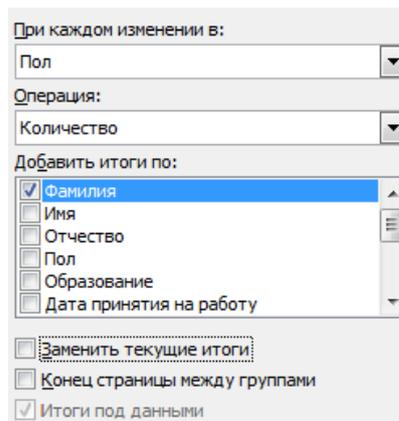 При каждом изменении в:
Пол
Операция:
Количество
Добавить итоги по:
Фамилия
Имя
Отчество
Пол
Образование
Дата принятия на работу
Заменить текущие итоги
Конец страницы между группами
Итоги под данными